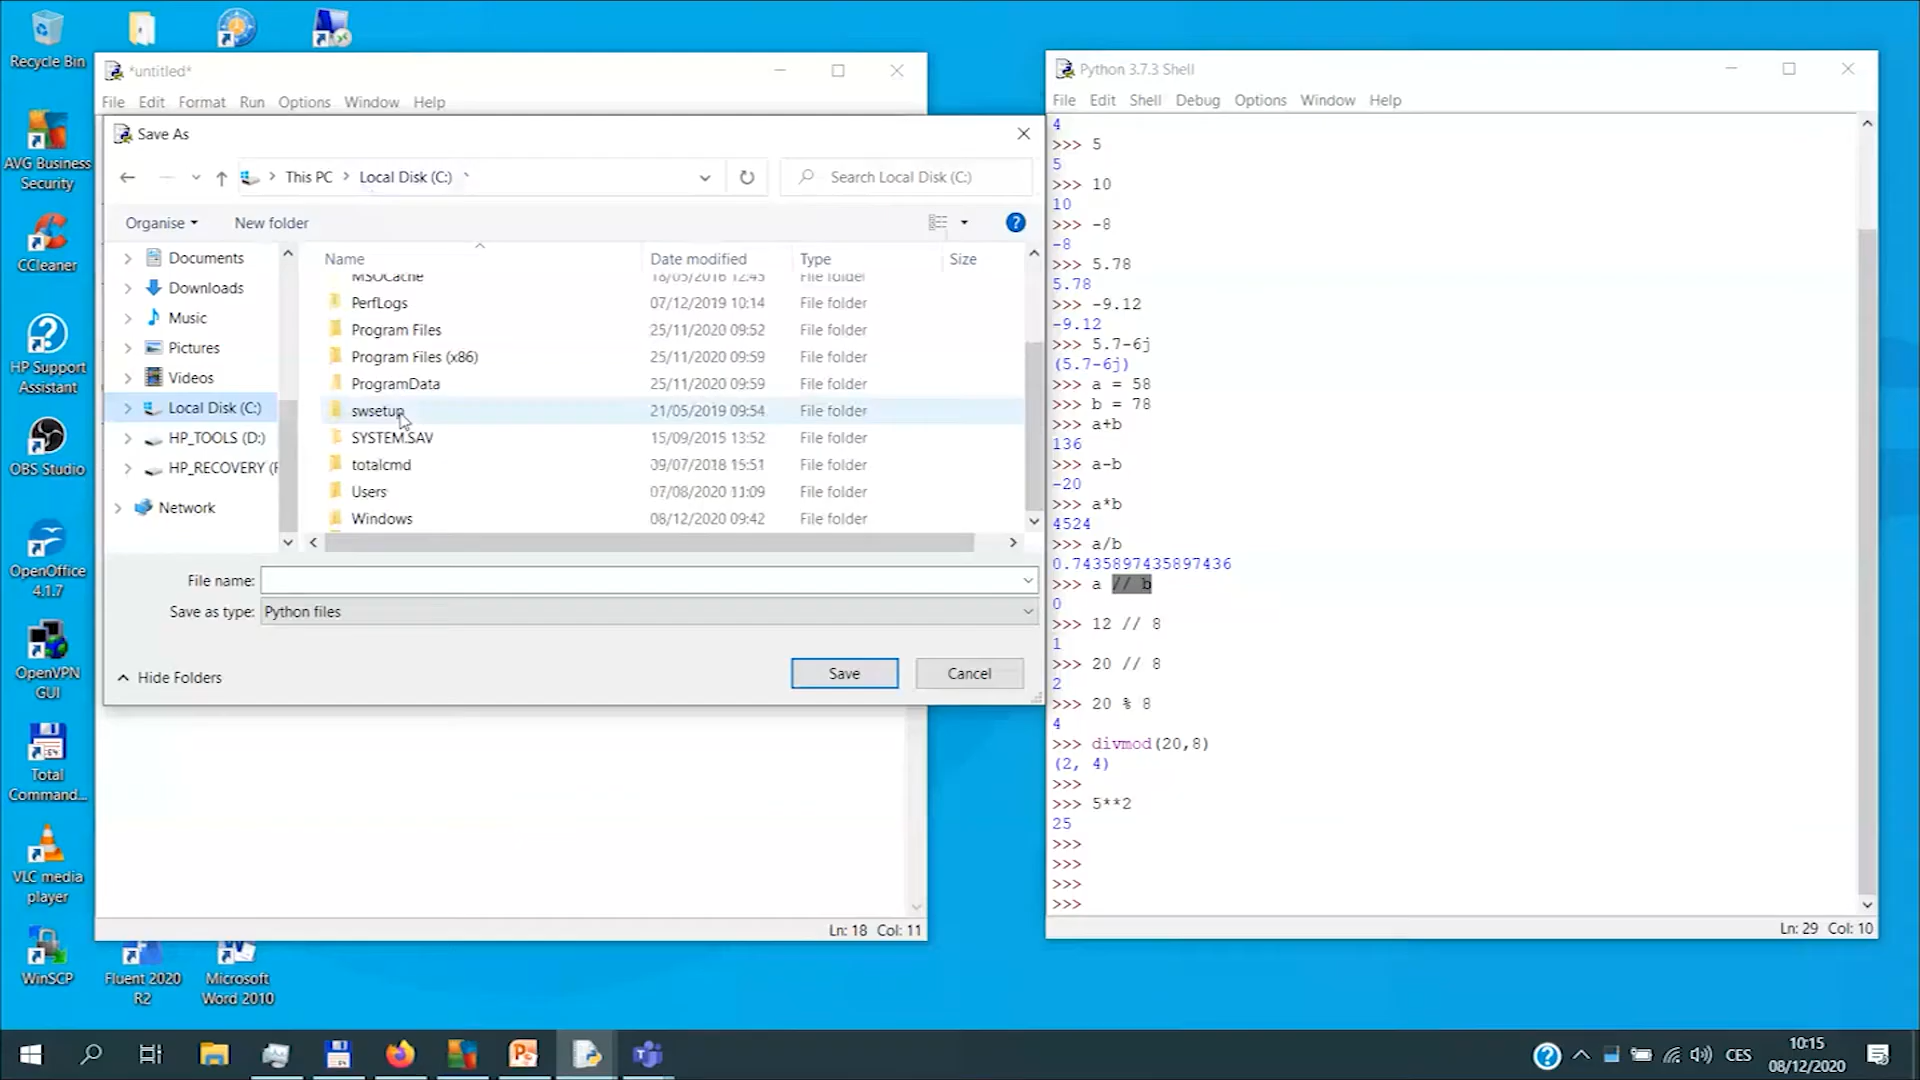 Recycle Bin
AVG Business
Security
CCleaner
HP Support
Assistant
OBS Studio
OpenOffice
4.1.7
OpenVPN
GUI
Total
Command...
VLC media
player
WinSCP
Fluent 2020
R2
Microsoft
Word 2010
*untitled*
File Edit Format Run Options Window Help
Save As
This PC > Local Disk (C:)
Search Local Disk (C:)
Organise New folder
Documents
Downloads
Music
Pictures
Videos
Local Disk (C:)
HP_TOOLS (D:)
HP_RECOVERY (F
Network
Name Date modified Type Size
MSOCache 18/05/2016 12:45 File folder
PerfLogs 07/12/2019 10:14 File folder
Program Files 25/11/2020 09:52 File folder
Program Files (x86) 25/11/2020 09:59 File folder
ProgramData 25/11/2020 09:59 File folder
swsetup 21/05/2019 09:54 File folder
SYSTEM.SAV 15/09/2015 13:52 File folder
totalcmd 09/07/2018 15:51 File folder
Users 07/08/2020 11:09 File folder
Windows 08/12/2020 09:42 File folder
File name:
Save as type: Python files
Hide Folders
Save Cancel
Ln: 18 Col: 11
Python 3.7.3 Shell
File Edit Shell Debug Options Window Help
4
>>> 5
5
>>> 10
10
>>> -8
-8
>>> 5.78
5.78
>>> -9.12
-9.12
>>> 5.7-6j
(5.7-6j)
>>> a = 58
>>> b = 78
>>> a+b
136
>>> a-b
-20
>>> a*b
4524
>>> a/b
0.7435897435897436
>>> a // b
0
>>> 12 // 8
1
>>> 20 // 8
2
>>> 20 % 8
4
>>> divmod(20,8)
(2, 4)
>>>
>>> 5**2
25
>>>
>>>
>>>
>>>
Ln: 29 Col: 10
CES
10:15
08/12/2020